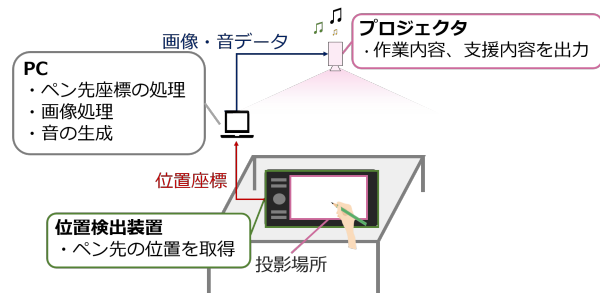 画像・音データ
プロジェクタ
・作業内容、支援内容を出力
PC
・ペン先座標の処理
・画像処理
・音の生成
位置座標
位置検出装置
・ペン先の位置を取得
投影場所